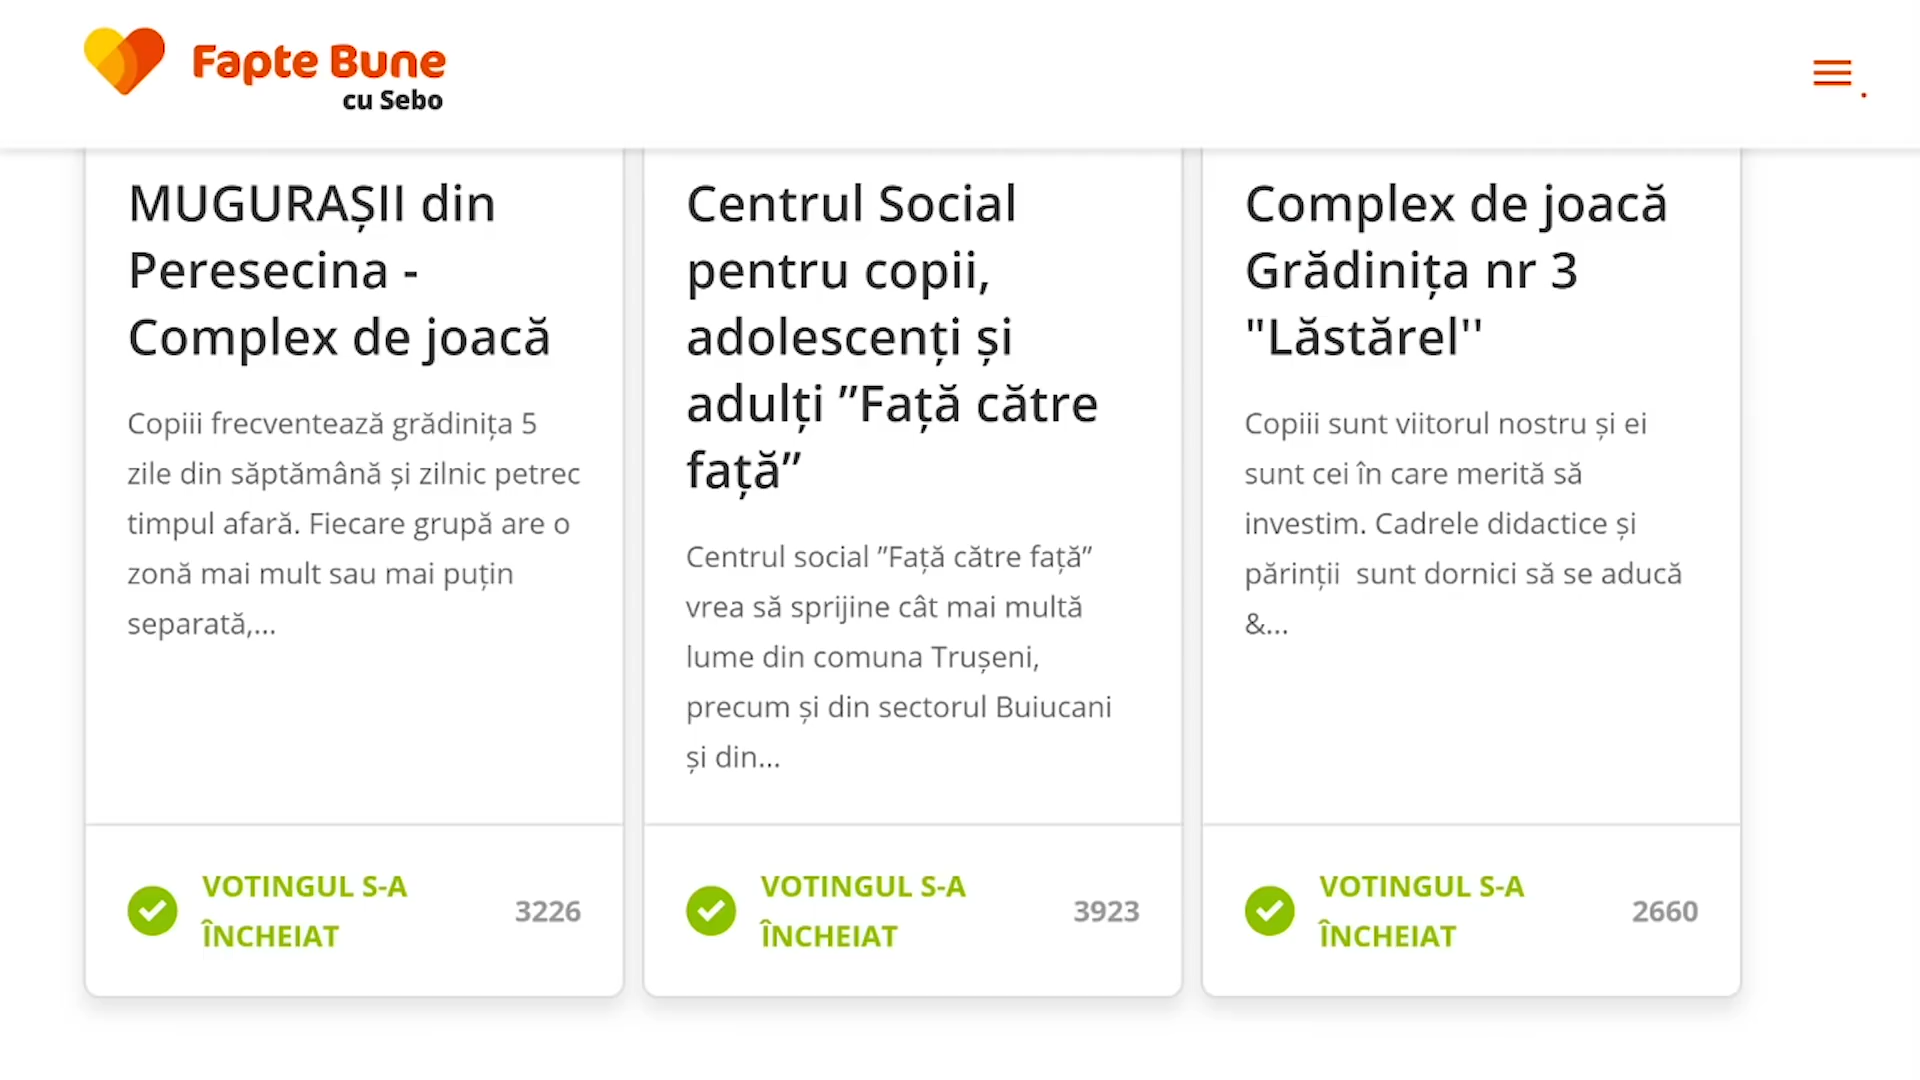 Fapte Bune
cu Sebo
MUGURAȘII din
Peresecina -
Complex de joacă
Copiii frecventează grădinița 5
zile din săptămână și zilnic petrec
timpul afară. Fiecare grupă are o
zonă mai mult sau mai puțin
separată,...
VOTINGUL S-A
ÎNCHEIAT
3226
Centrul Social
pentru copii,
adolescenți și
adulți ”Față către
față”
Centrul social ”Față către față”
vrea să sprijine cât mai multă
lume din comuna Trușeni,
precum și din sectorul Buiucani
și din...
VOTINGUL S-A
ÎNCHEIAT
3923
Complex de joacă
Grădinița nr 3
"Lăstărel''
Copiii sunt viitorul nostru și ei
sunt cei în care merită să
investim. Cadrele didactice și
părinții  sunt dornici să se aducă
&...
VOTINGUL S-A
ÎNCHEIAT
2660